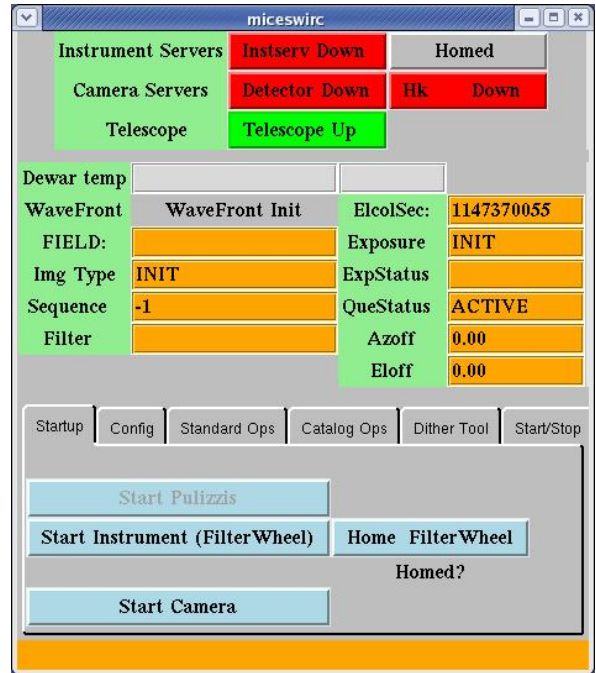 miceswirc
Instrument Servers Instserv Down Homed
Camera Servers Detector Down Hk Down
Telescope Telescope Up
Dewar temp
WaveFront WaveFront Init ElcolSec: 1147370055
FIELD: Exposure INIT
Img Type INIT ExpStatus
Sequence -1 QueStatus ACTIVE
Filter Azoff 0.00
Eloff 0.00
Startup Config Standard Ops Catalog Ops Dither Tool Start/Stop
Start Pulizzis
Start Instrument (FilterWheel) Home FilterWheel
Homed?
Start Camera